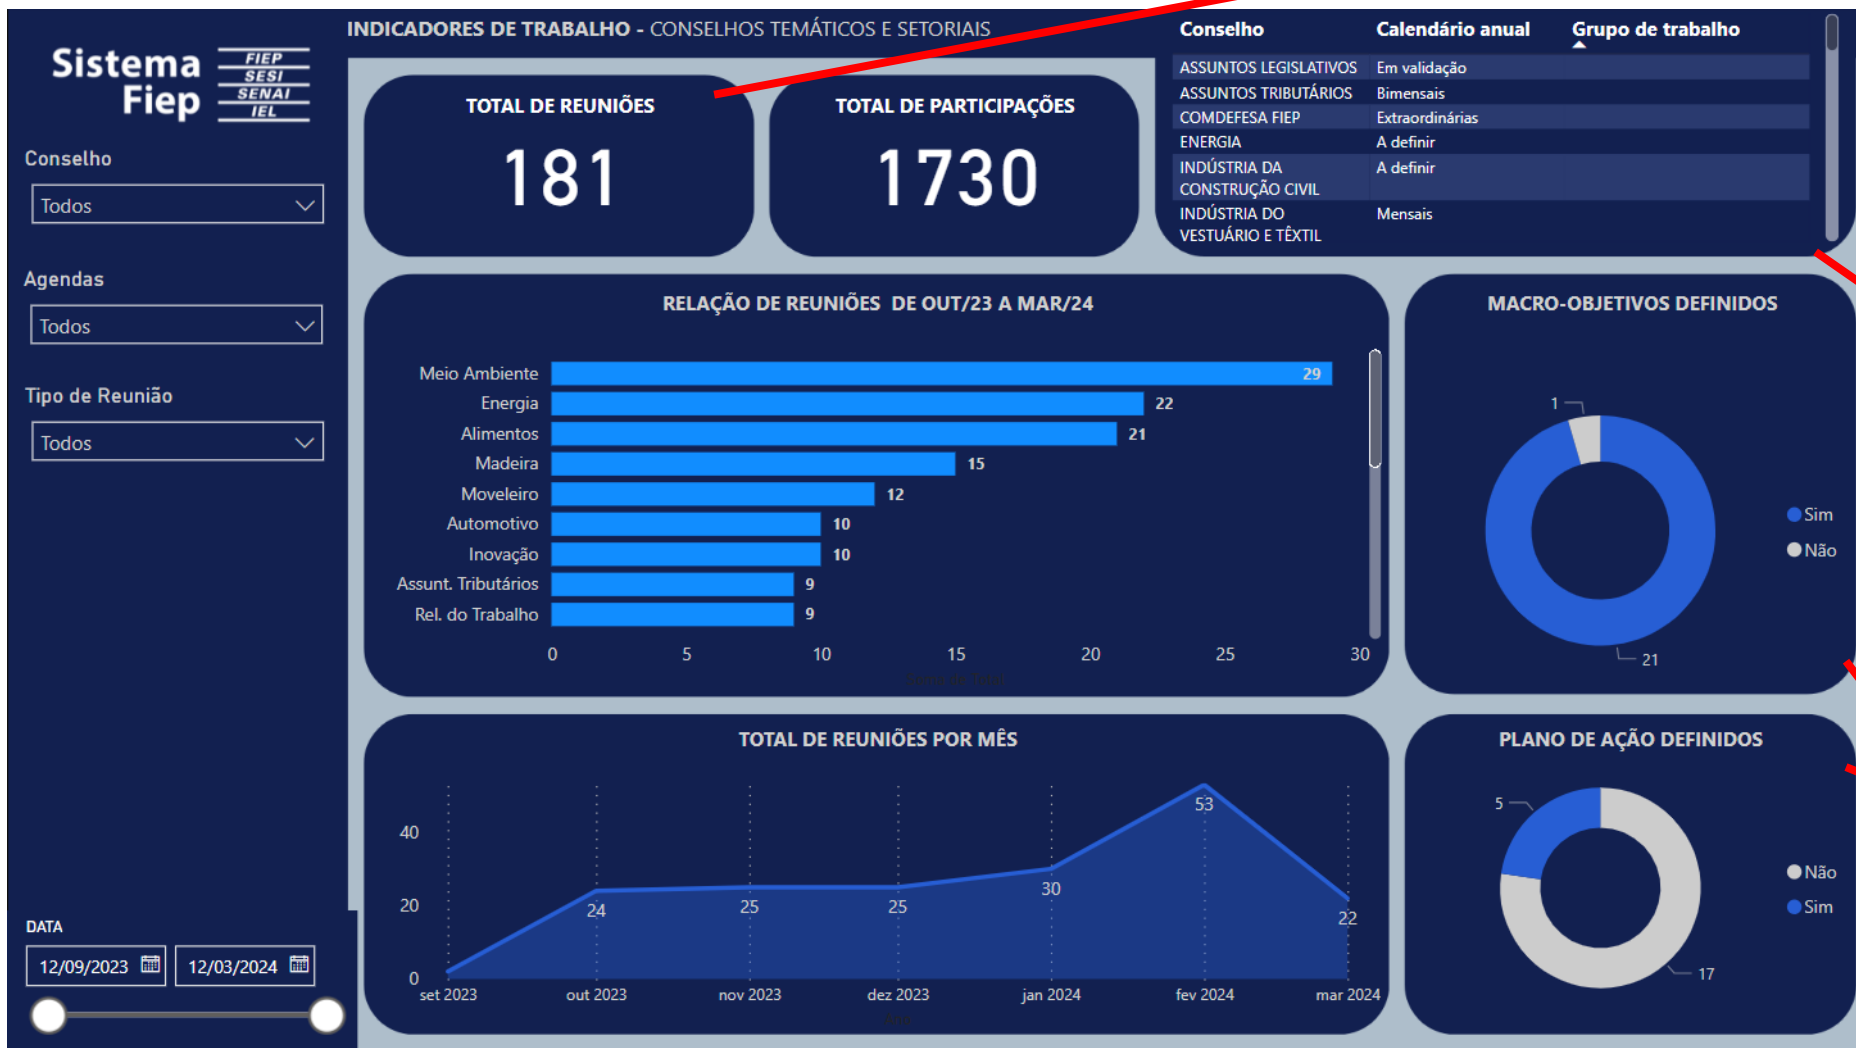 INDICADORES DE TRABALHO - CONSELHOS TEMÁTICOS E SETORIAIS
Sistema
Fiep
FIEP
SESI
SENAI
IEL
Conselho
Todos
Agendas
Todos
Tipo de Reunião
Todos
DATA
12/09/2023
12/03/2024
TOTAL DE REUNIÕES
181
TOTAL DE PARTICIPAÇÕES
1730
Conselho Calendário anual Grupo de trabalho
ASSUNTOS LEGISLATIVOS Em validação
ASSUNTOS TRIBUTÁRIOS Bimensais
COMDEFESA FIEP Extraordinárias
ENERGIA A definir
INDÚSTRIA DA A definir
CONSTRUÇÃO CIVIL
INDÚSTRIA DO Mensais
VESTUÁRIO E TÊXTIL
RELAÇÃO DE REUNIÕES DE OUT/23 A MAR/24
Meio Ambiente 29
Energia 22
Alimentos 21
Madeira 15
Moveleiro 12
Automotivo 10
Inovação 10
Assunt. Tributários 9
Rel. do Trabalho 9
0 5 10 15 20 25 30
MACRO-OBJETIVOS DEFINIDOS
1
Sim
Não
21
TOTAL DE REUNIÕES POR MÊS
53
40
30
20
24 25 25 22
0
set 2023 out 2023 nov 2023 dez 2023 jan 2024 fev 2024 mar 2024
PLANO DE AÇÃO DEFINIDOS
5
Não
Sim
17